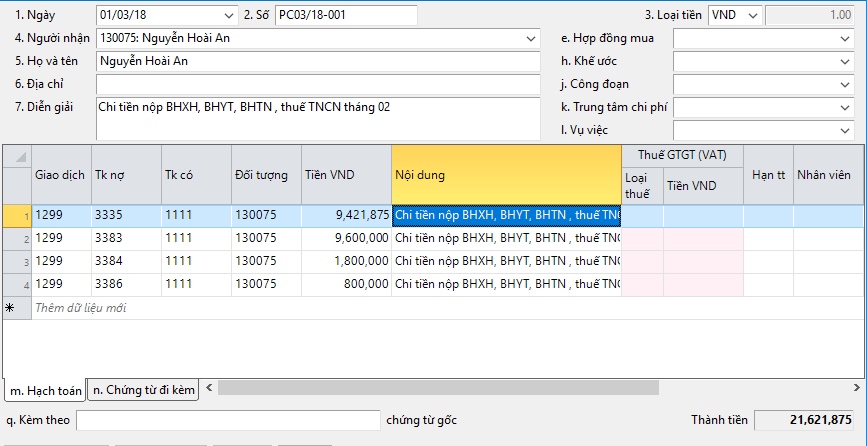 1. Ngày 01/03/18 2. Số PC03/18-001 3. Loại tiền VND 1.00
4. Người nhận 130075: Nguyễn Hoài An e. Hợp đồng mua
5. Họ và tên Nguyễn Hoài An h. Khế ước
6. Địa chỉ j. Công đoạn
7. Diễn giải Chi tiền nộp BHXH, BHYT, BHTN , thuế TNCN tháng 02 k. Trung tâm chi phí
l. Vụ việc
Giao dịch Tk nợ Tk có Đối tượng Tiền VND Nội dung Thuế GTGT (VAT) Hạn tt Nhân viên
Loại thuế Tiền VND
1 1299 3335 1111 130075 9,421,875 Chi tiền nộp BHXH, BHYT, BHTN , thuế TNC
2 1299 3383 1111 130075 9,600,000 Chi tiền nộp BHXH, BHYT, BHTN , thuế TNC
3 1299 3384 1111 130075 1,800,000 Chi tiền nộp BHXH, BHYT, BHTN , thuế TNC
4 1299 3386 1111 130075 800,000 Chi tiền nộp BHXH, BHYT, BHTN , thuế TNC
Thêm dữ liệu mới
m. Hạch toán n. Chứng từ đi kèm
q. Kèm theo chứng từ gốc Thành tiền 21,621,875